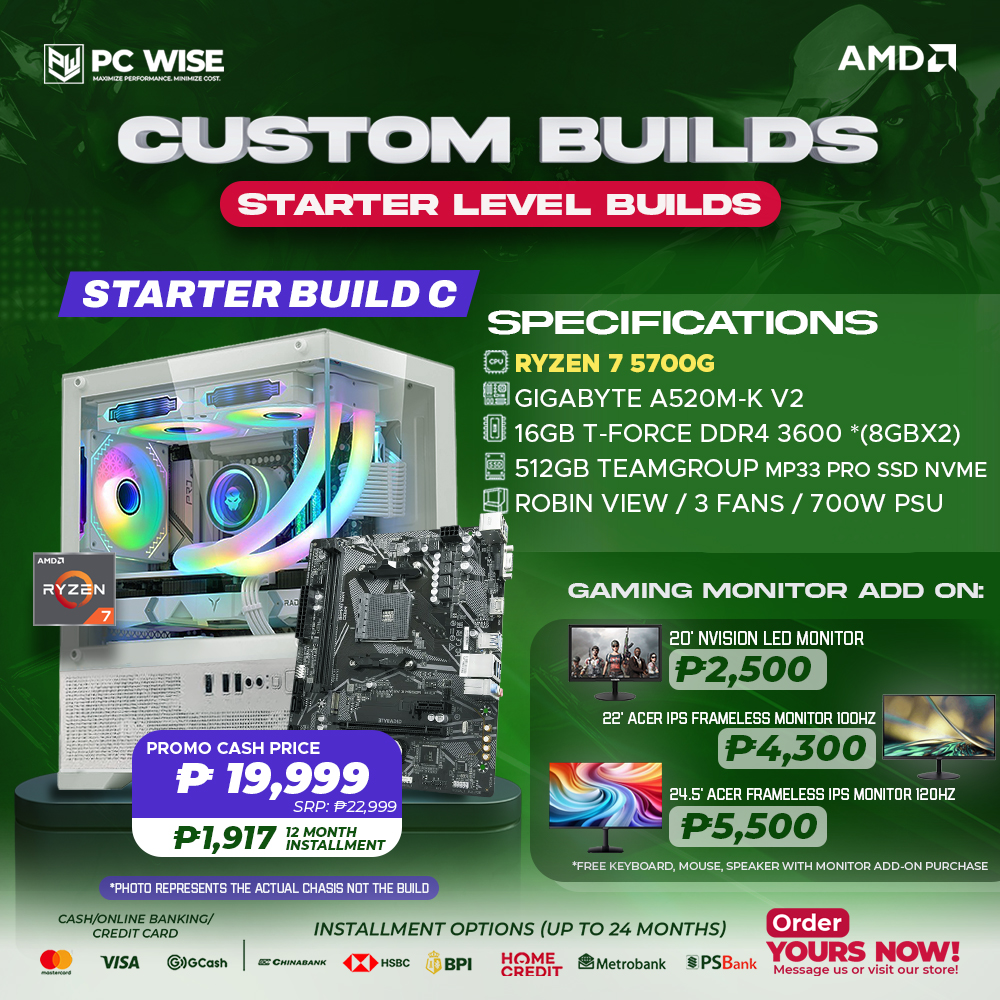 PC WISE
MAXIMIZE PERFORMANCE. MINIMIZE COST.
AMD
CUSTOM BUILDS
STARTER LEVEL BUILDS
STARTER BUILD C
SPECIFICATIONS
CPU
RYZEN 7 5700G
GIGABYTE A520M-K V2
16GB T-FORCE DDR4 3600 *(8GBX2)
SSD
512GB TEAMGROUP MP33 PRO SSD NVME
ROBIN VIEW / 3 FANS / 700W PSU
AMD
RYZEN
7
GAMING MONITOR ADD ON:
20' NVISION LED MONITOR
₱2,500
22' ACER IPS FRAMELESS MONITOR 100HZ
₱4,300
24.5' ACER FRAMELESS IPS MONITOR 120HZ
₱5,500
*FREE KEYBOARD, MOUSE, SPEAKER WITH MONITOR ADD-ON PURCHASE
PROMO CASH PRICE
₱ 19,999
SRP: ₱22,999
₱1,917 12 MONTH
INSTALLMENT
*PHOTO REPRESENTS THE ACTUAL CHASIS NOT THE BUILD
CASH/ONLINE BANKING/
CREDIT CARD
mastercard
VISA
GCash
INSTALLMENT OPTIONS (UP TO 24 MONTHS)
CHINABANK
HSBC
BPI
HOME
CREDIT
Metrobank
PSBank
Order
YOURS NOW!
Message us or visit our store!